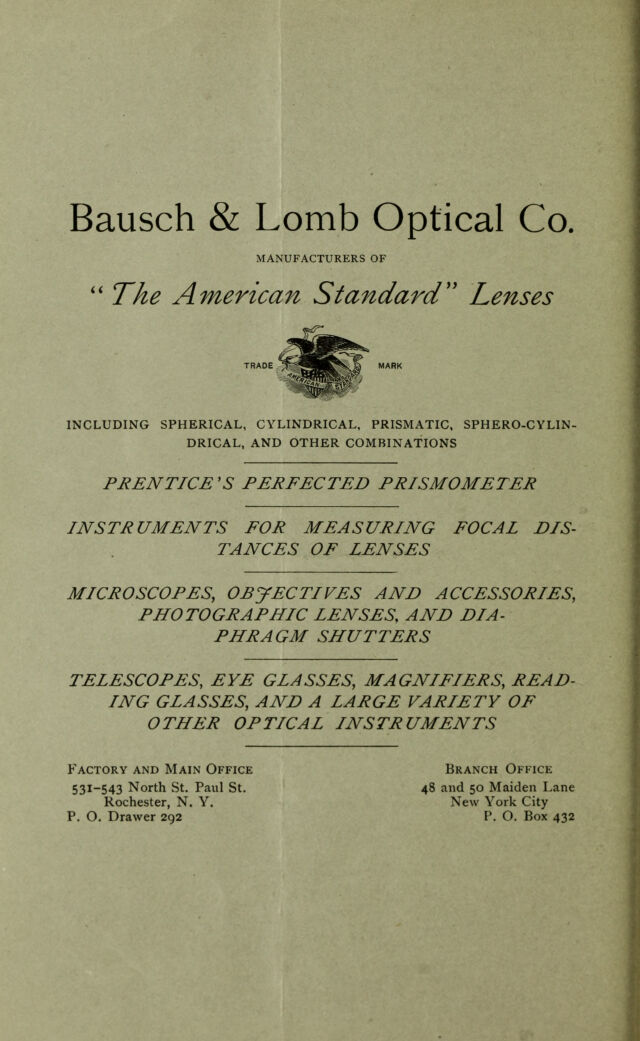 Bausch & Lomb Optical Co.
MANUFACTURERS OF
“The American Standard” Lenses
TRADE MARK
AMERICAN STANDARD
INCLUDING SPHERICAL, CYLINDRICAL, PRISMATIC, SPHERO-CYLIN-
DRICAL, AND OTHER COMBINATIONS
PRENTICE'S PERFECTED PRISMOMETER
INSTRUMENTS FOR MEASURING FOCAL DIS-
TANCES OF LENSES
MICROSCOPES, OBJECTIVES AND ACCESSORIES,
PHOTOGRAPHIC LENSES, AND DIA-
PHRAGM SHUTTERS
TELESCOPES, EYE GLASSES, MAGNIFIERS, READ-
ING GLASSES, AND A LARGE VARIETY OF
OTHER OPTICAL INSTRUMENTS
FACTORY AND MAIN OFFICE
531–543 North St. Paul St.
Rochester, N. Y.
P. O. Drawer 292
BRANCH OFFICE
48 and 50 Maiden Lane
New York City
P. O. Box 432